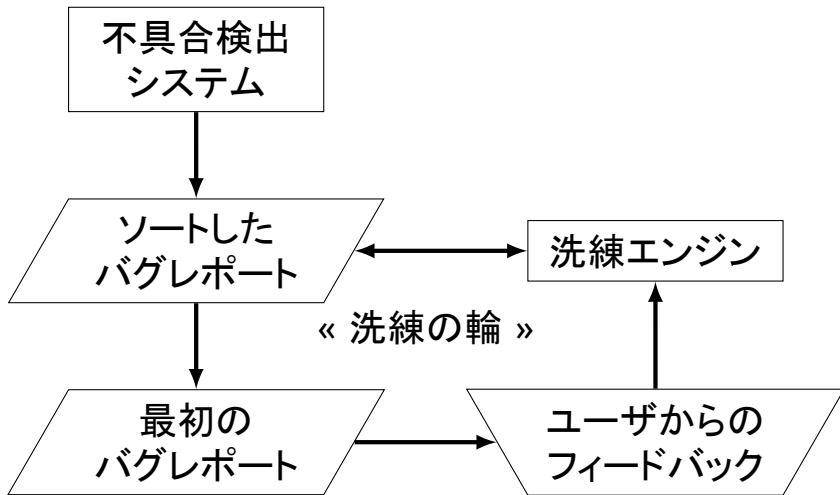 不具合検出
システム
ソートした
バグレポート
洗練エンジン
« 洗練の輪 »
最初の
バグレポート
ユーザからの
フィードバック